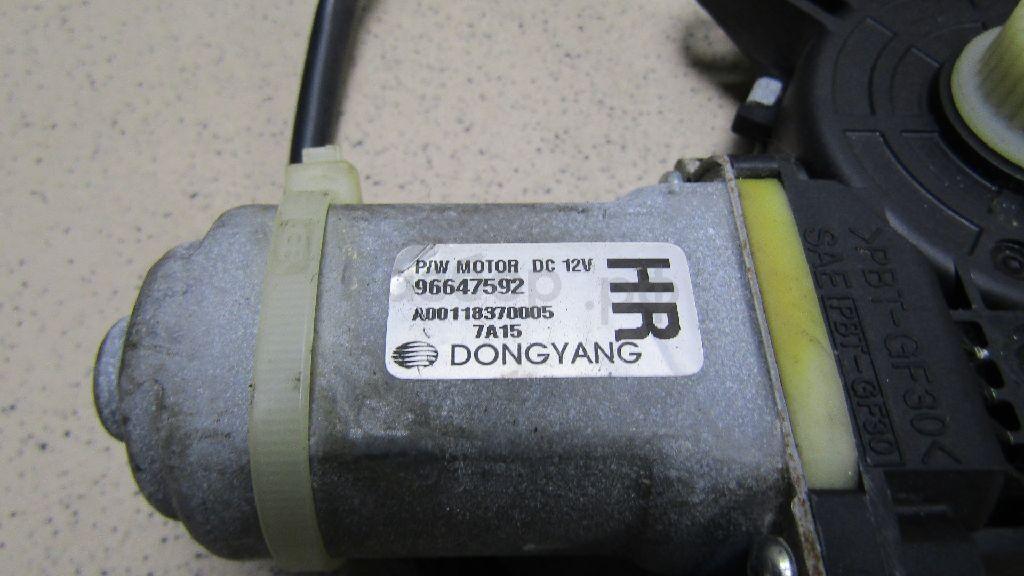 P/W MOTOR DC 12V
96647592
A00118370005
7A15
DONGYANG
HR
>PBT-GF30<
SAE PBT-GF30